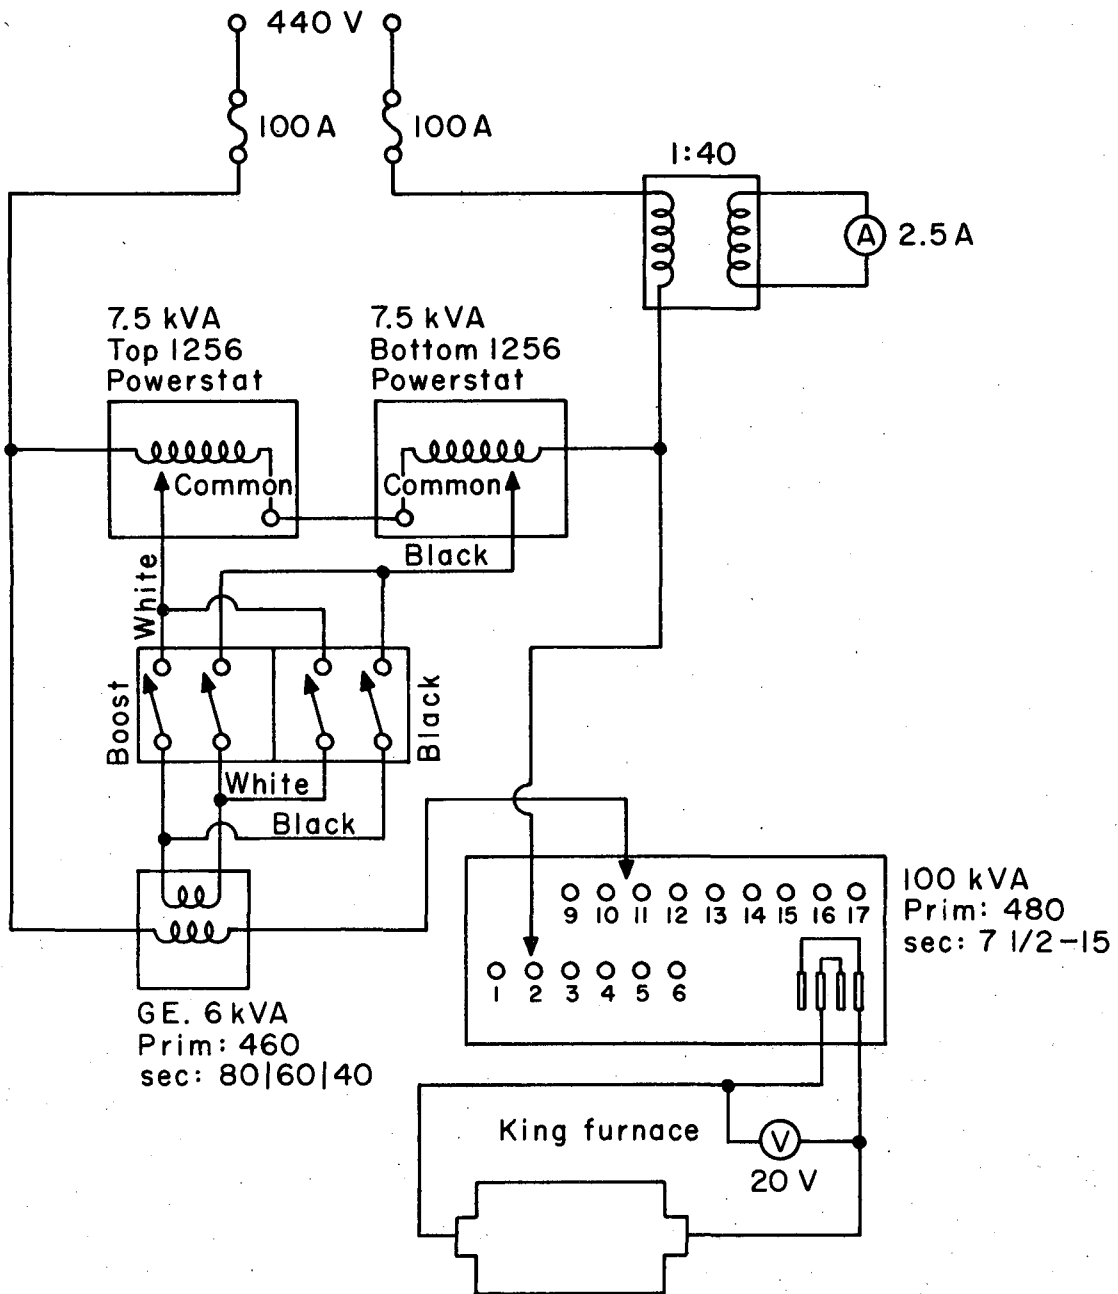 440 V
100 A
100 A
1:40
A
2.5 A
7.5 kVA
Top 1256
Powerstat
7.5 kVA
Bottom 1256
Powerstat
Common
Common
White
Black
Boost
Black
White
Black
9 10 11 12 13 14 15 16 17
1 2 3 4 5 6
100 kVA
Prim: 480
sec: 7 1/2-15
GE. 6 kVA
Prim: 460
sec: 80|60|40
King furnace
V
20 V